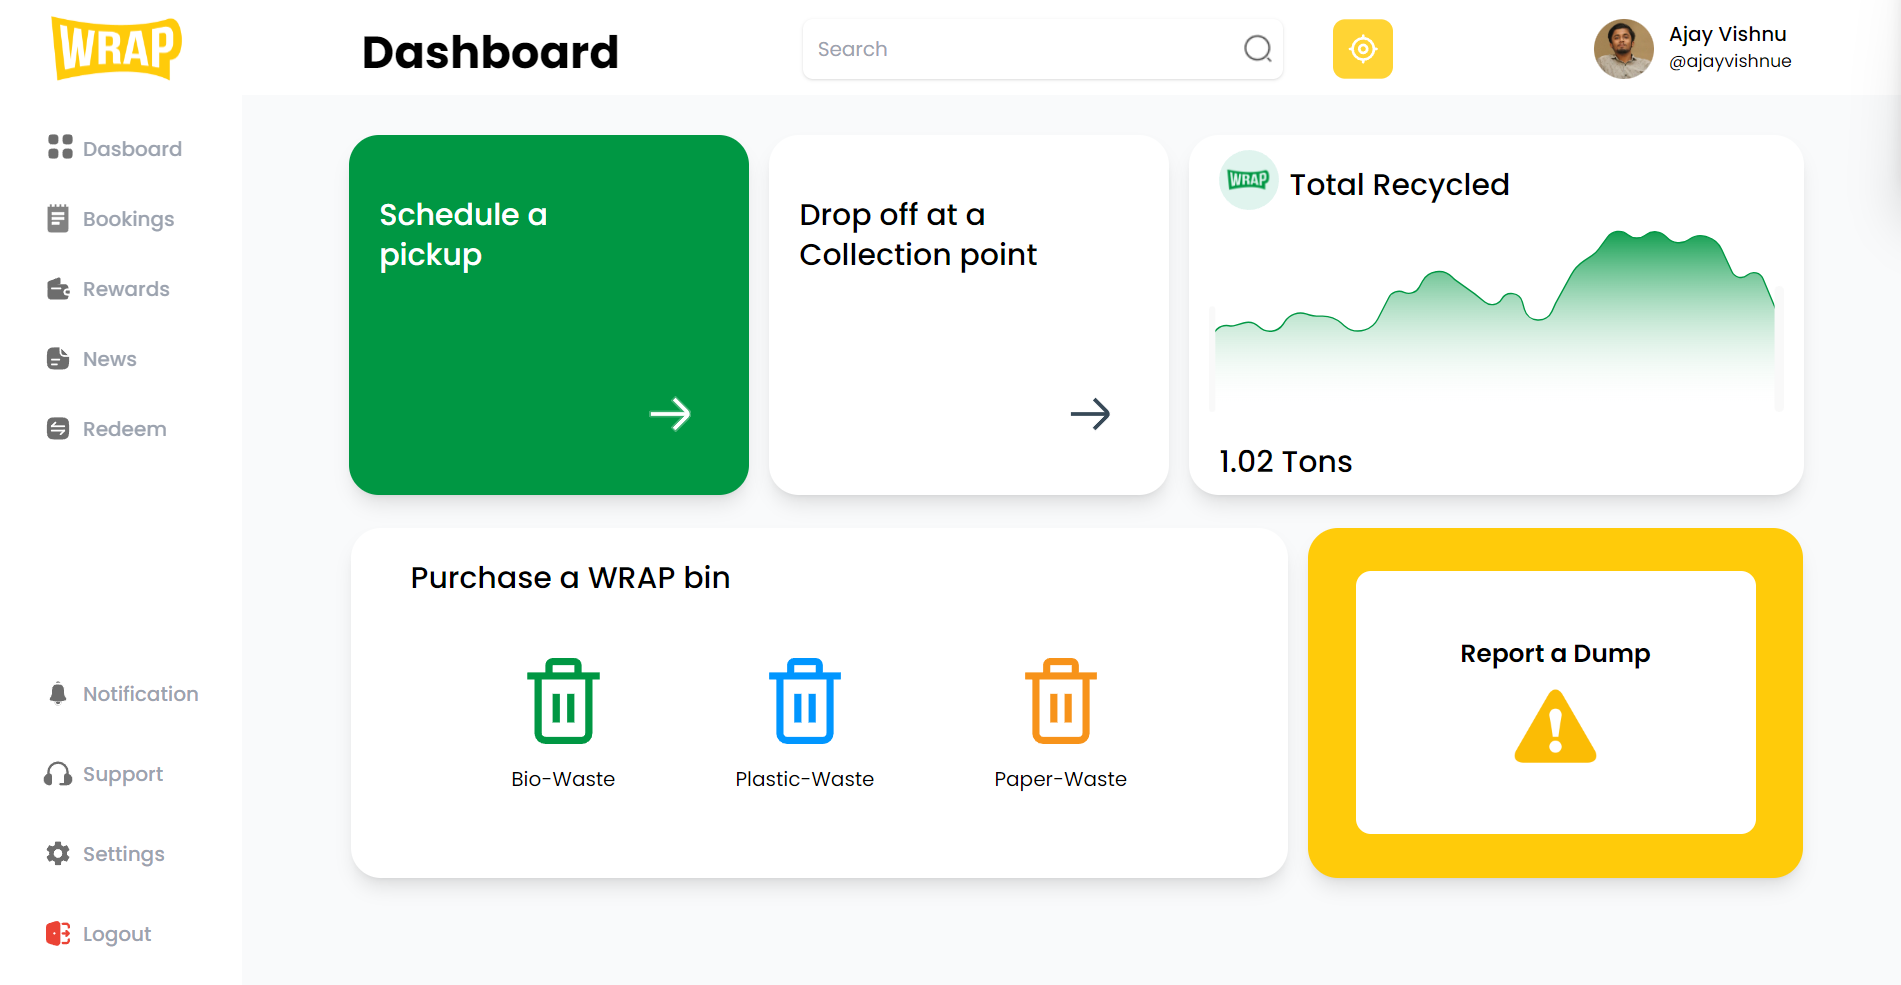 WRAP
Dashboard
Search
Ajay Vishnu
@ajayvishnue
Dasboard
Bookings
Rewards
News
Redeem
Notification
Support
Settings
Logout
Schedule a
pickup
Drop off at a
Collection point
WRAP
Total Recycled
1.02 Tons
Purchase a WRAP bin
Bio-Waste
Plastic-Waste
Paper-Waste
Report a Dump